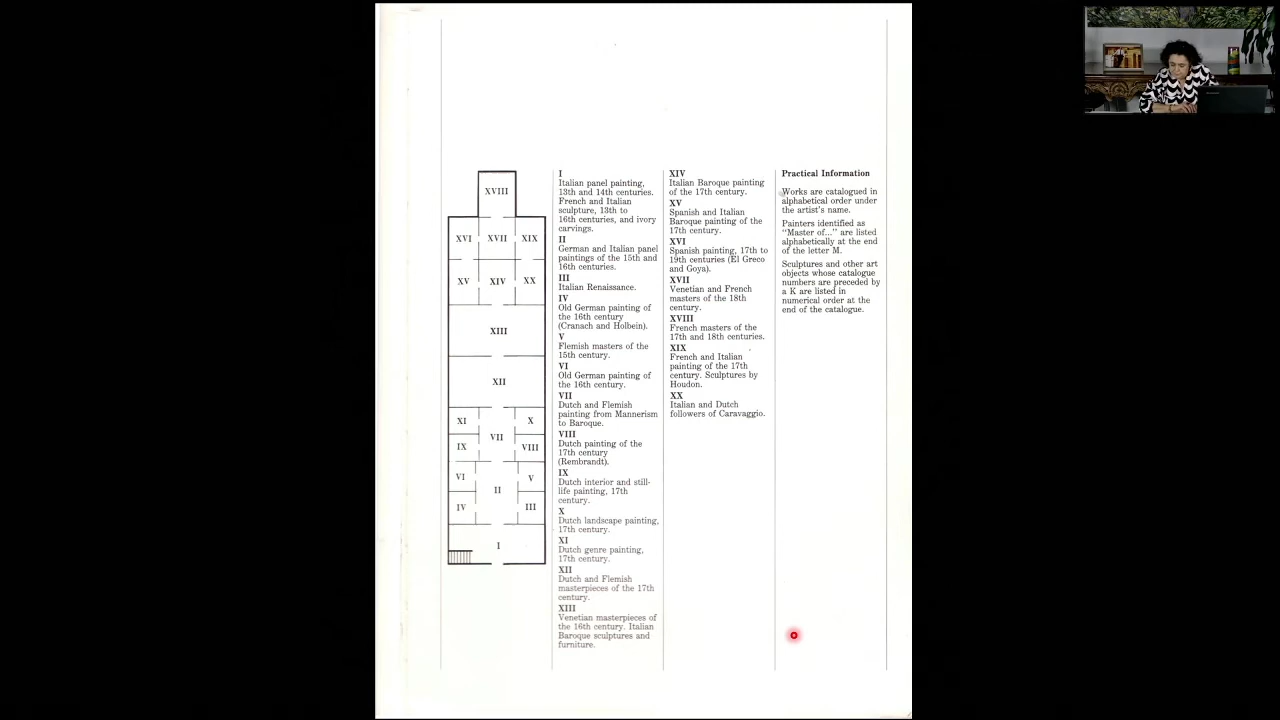 XVIII
XVI XVII XIX
XV XIV XX
XIII
XII
XI X
VII
IX VIII
VI V
II
IV III
I
I
Italian panel painting,
13th and 14th centuries.
French and Italian
sculpture, 13th to
16th centuries, and ivory
carvings.
II
German and Italian panel
paintings of the 15th and
16th centuries.
III
Italian Renaissance.
IV
Old German painting of
the 16th century
(Cranach and Holbein).
V
Flemish masters of the
15th century.
VI
Old German painting of
the 16th century.
VII
Dutch and Flemish
painting from Mannerism
to Baroque.
VIII
Dutch painting of the
17th century
(Rembrandt).
IX
Dutch interior and still-
life painting, 17th
century.
X
Dutch landscape painting,
17th century.
XI
Dutch genre painting,
17th century.
XII
Dutch and Flemish
masterpieces of the 17th
century.
XIII
Venetian masterpieces of
the 16th century. Italian
Baroque sculptures and
furniture.
XIV
Italian Baroque painting
of the 17th century.
XV
Spanish and Italian
Baroque painting of the
17th century.
XVI
Spanish painting, 17th to
19th centuries (El Greco
and Goya).
XVII
Venetian and French
masters of the 18th
century.
XVIII
French masters of the
17th and 18th centuries.
XIX
French and Italian
painting of the 17th
century. Sculptures by
Houdon.
XX
Italian and Dutch
followers of Caravaggio.
Practical Information
Works are catalogued in
alphabetical order under
the artist's name.
Painters identified as
"Master of..." are listed
alphabetically at the end
of the letter M.
Sculptures and other art
objects whose catalogue
numbers are preceded by
a K are listed in
numerical order at the
end of the catalogue.